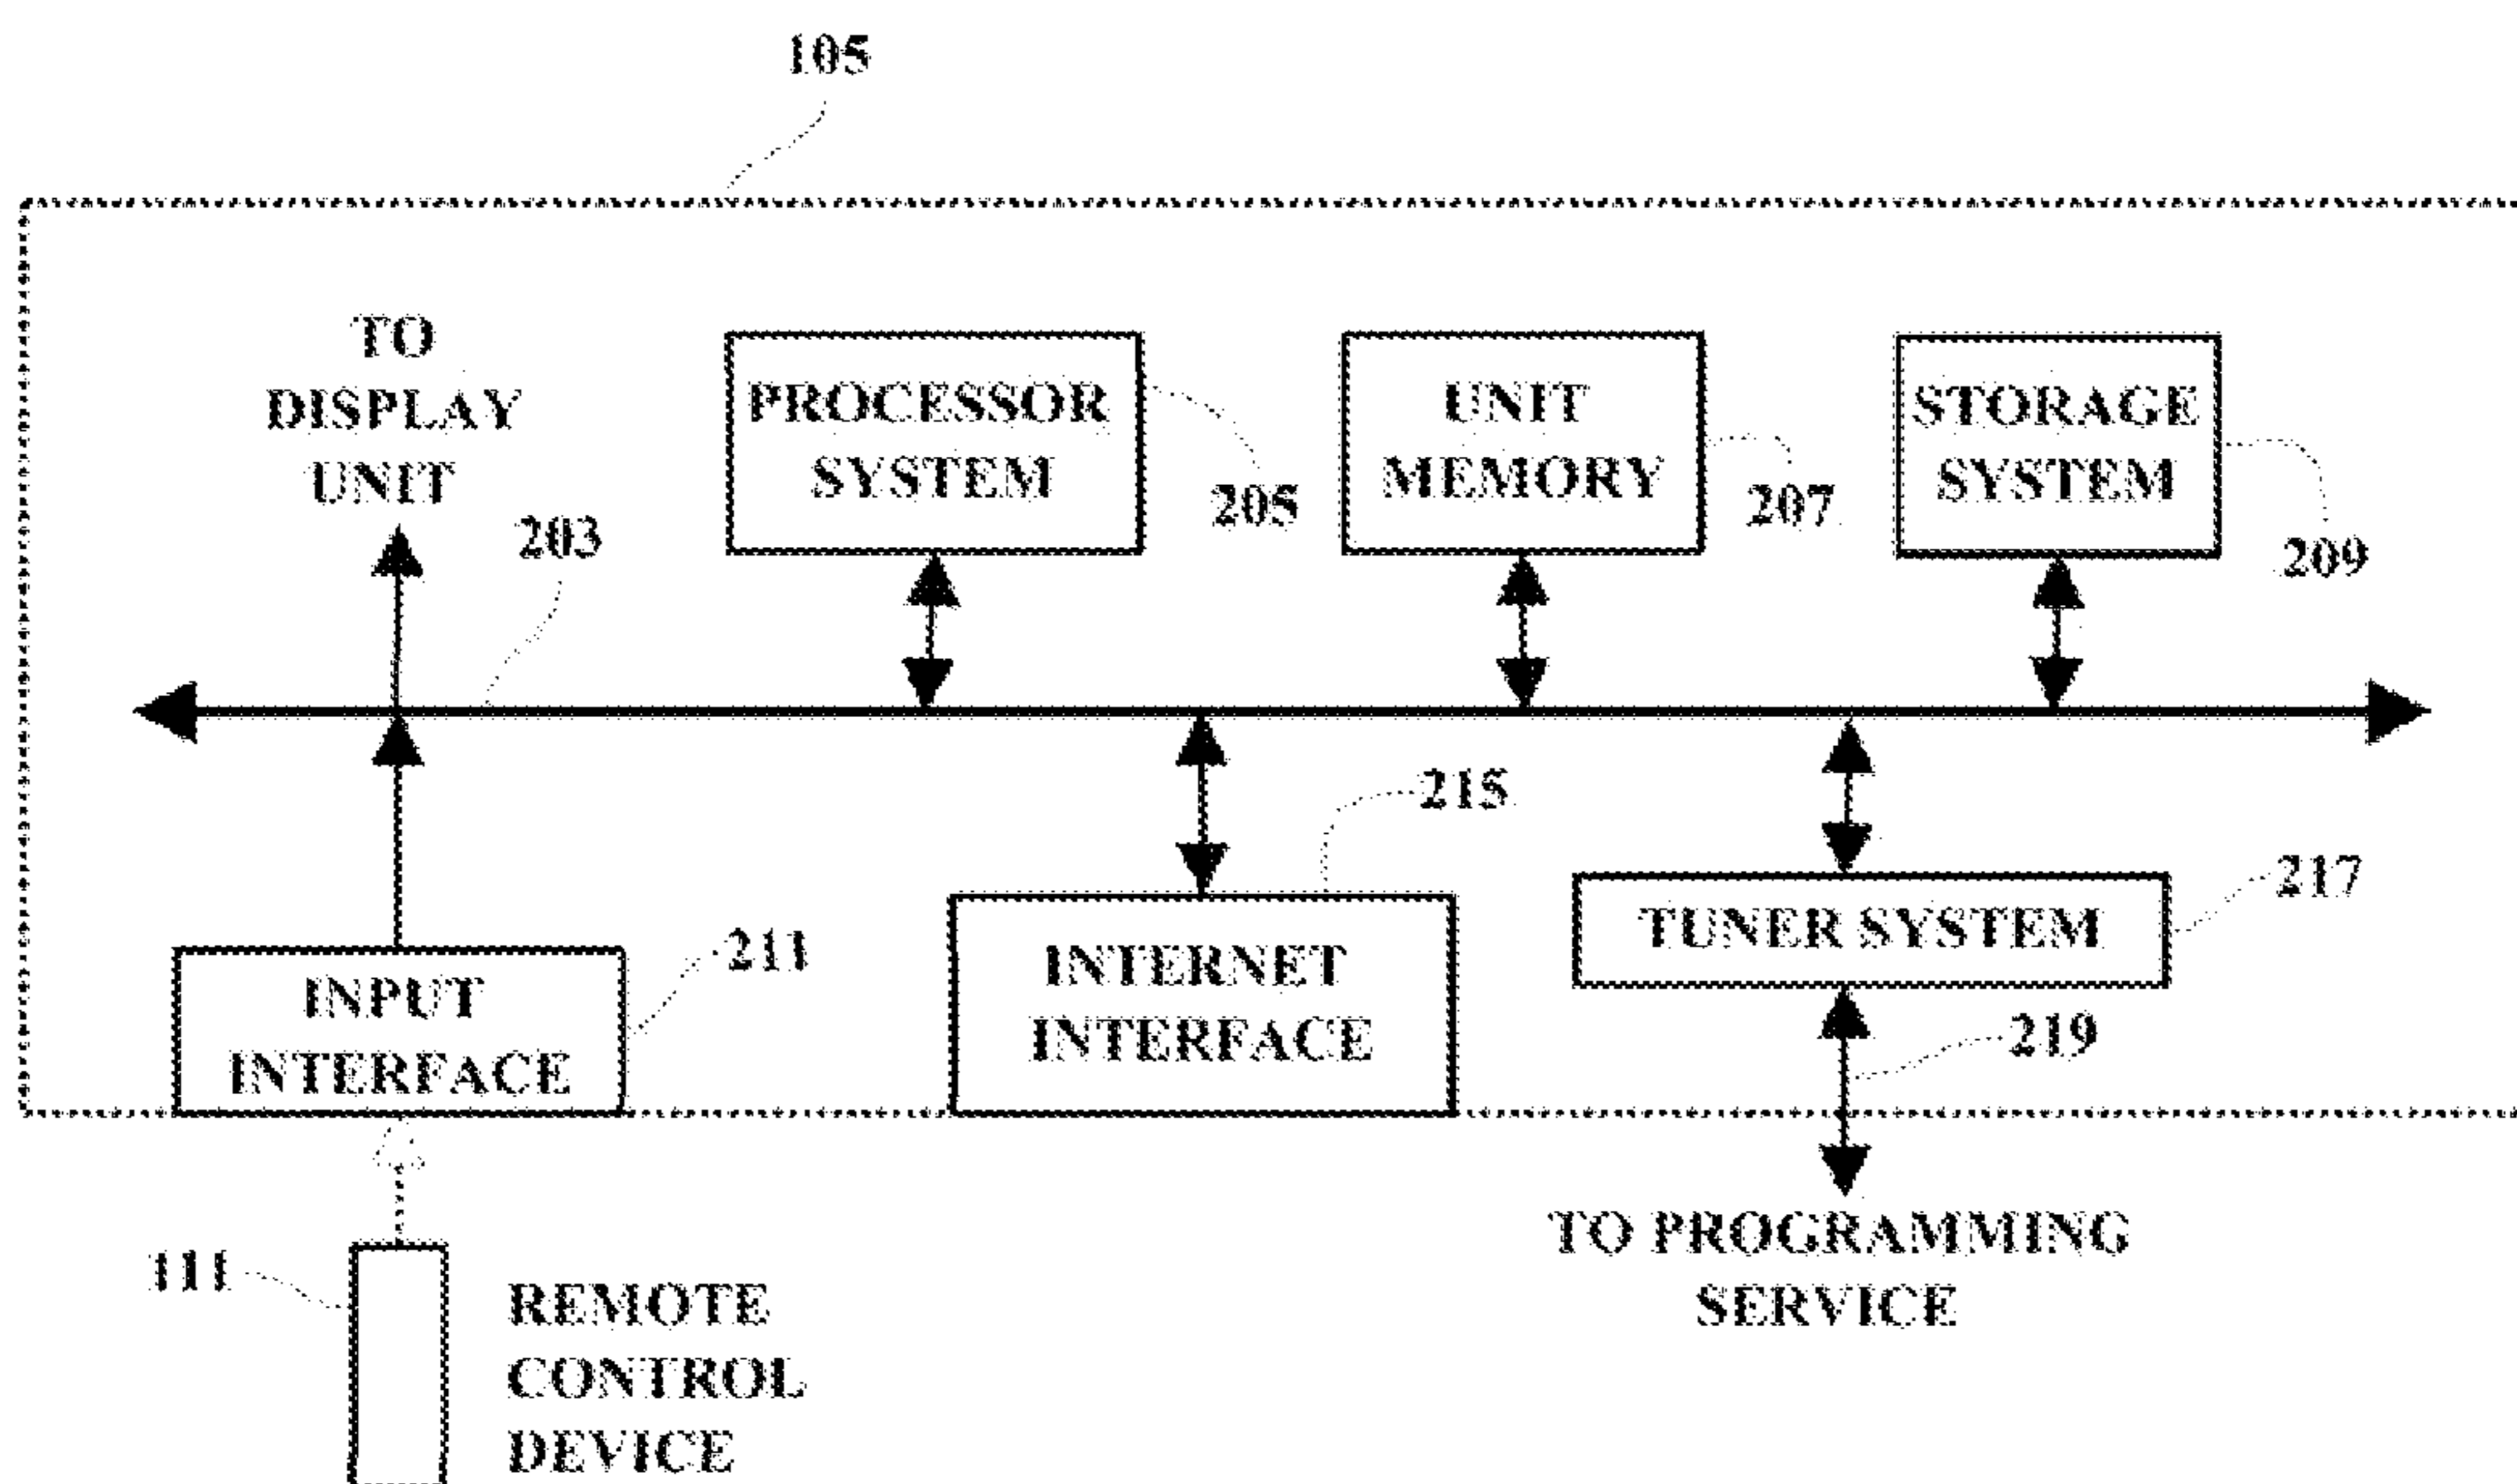 105
TO
DISPLAY
UNIT
203
PROCESSOR
SYSTEM
205
UNIT
MEMORY
207
STORAGE
SYSTEM
209
INPUT
INTERFACE
211
INTERNET
INTERFACE
215
TUNER SYSTEM
217
219
TO PROGRAMMING
SERVICE
111
REMOTE
CONTROL
DEVICE